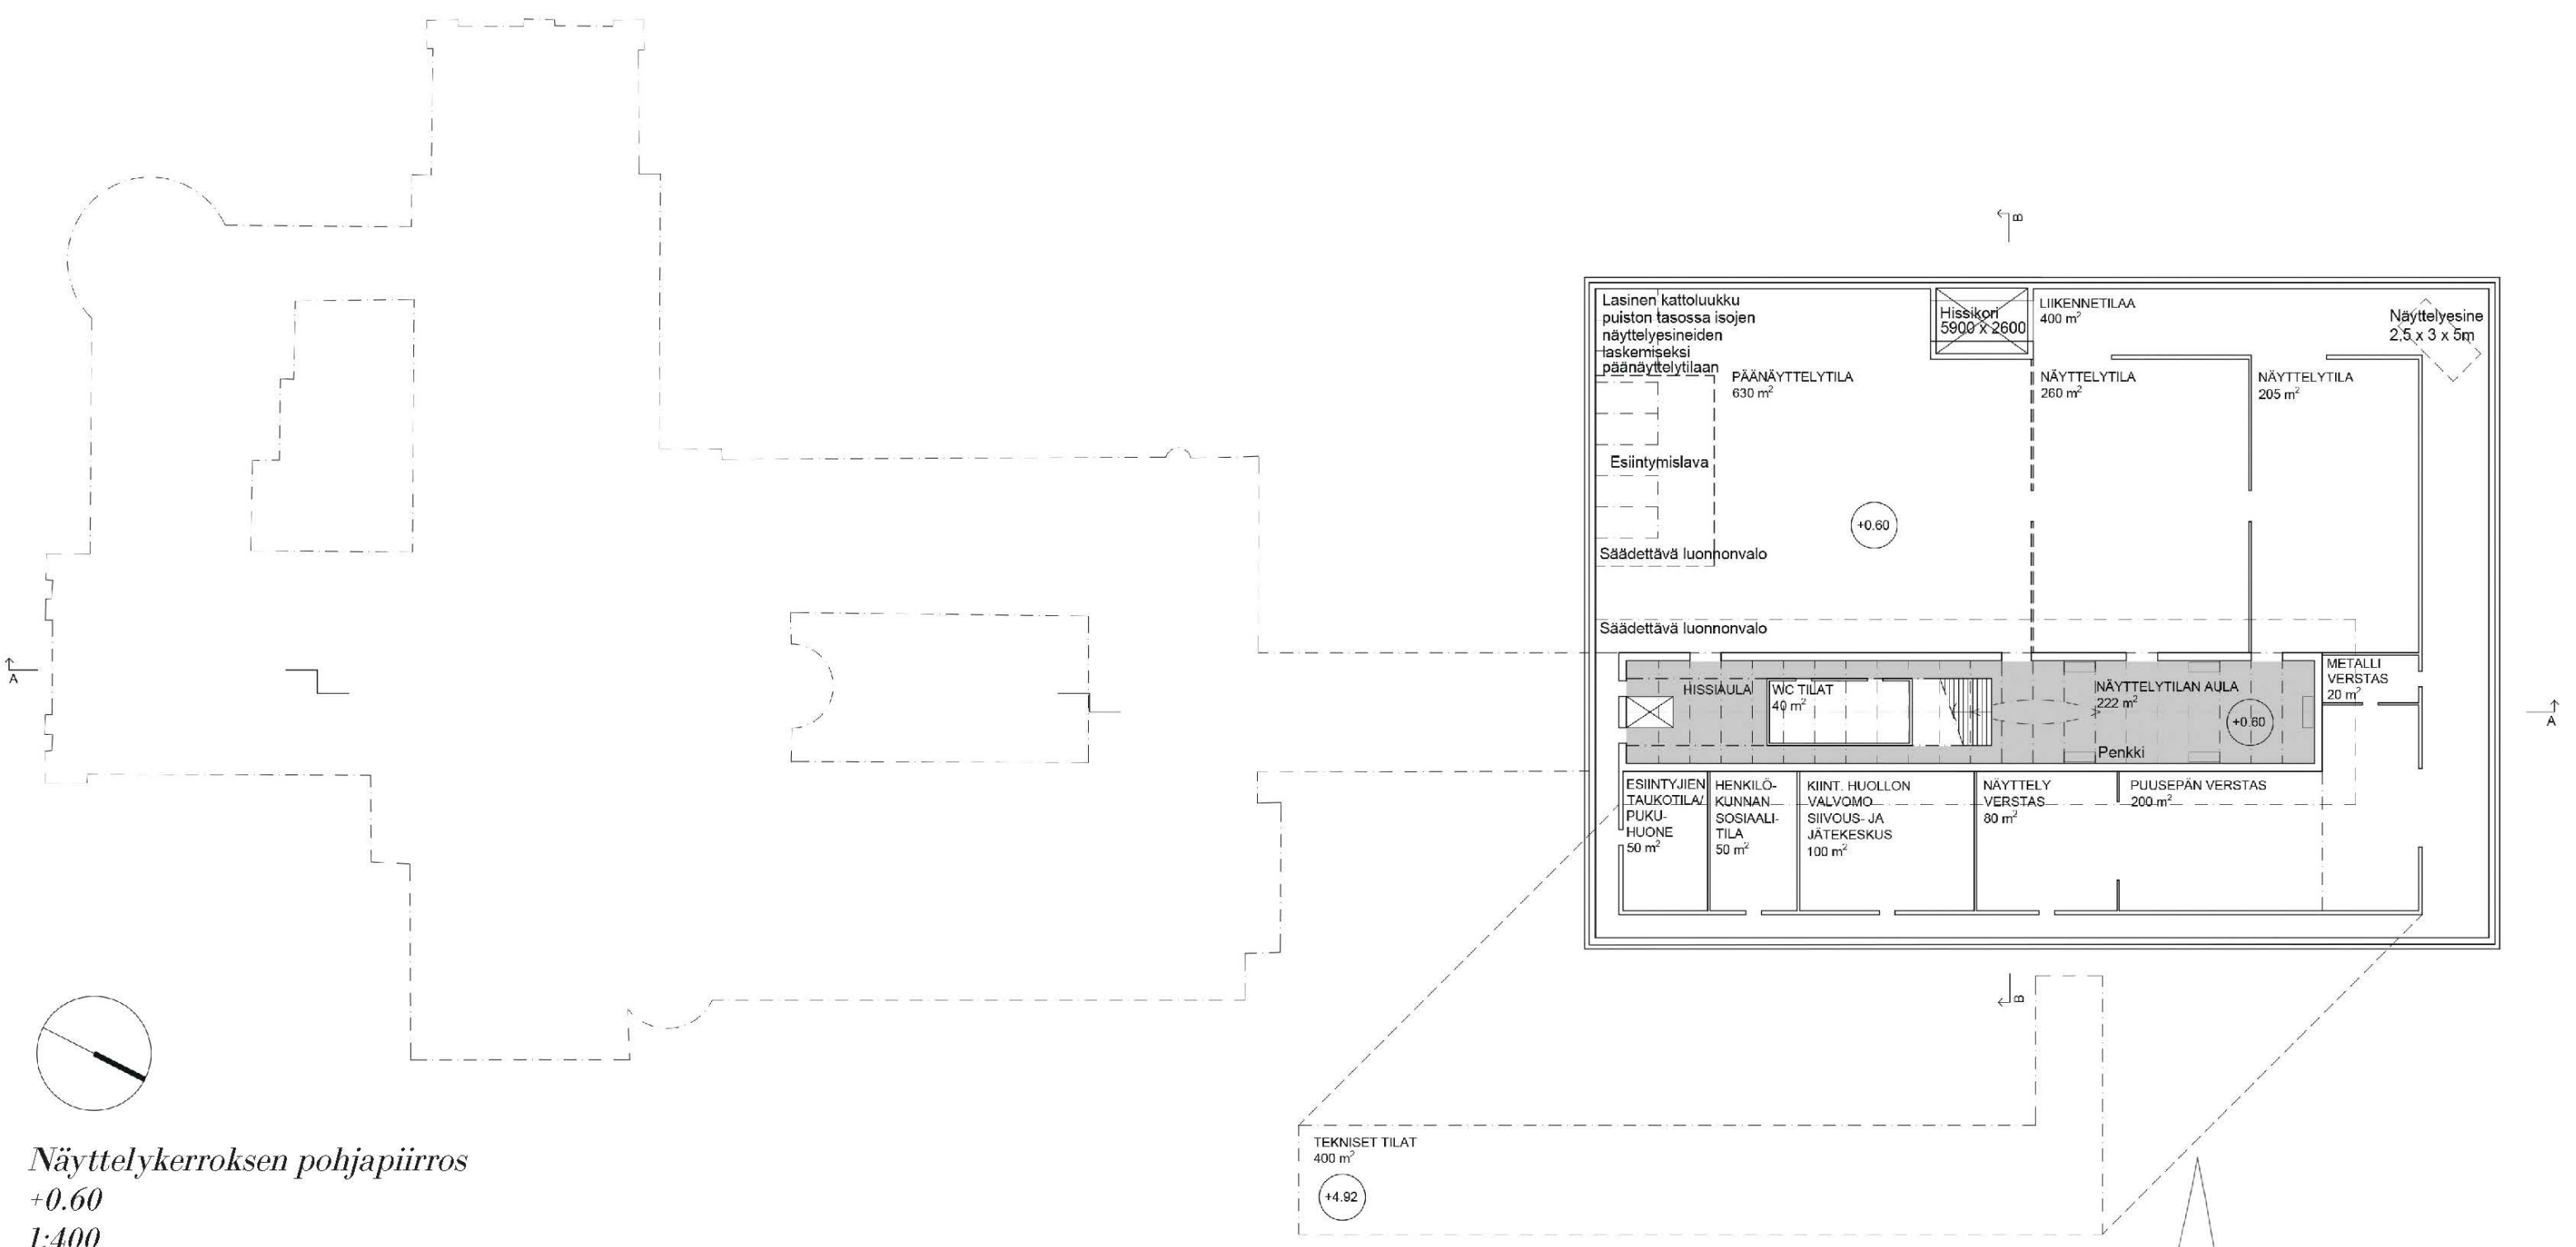 B
Lasinen kattoluukku
puiston tasossa isojen
näyttelyesineiden
laskemiseksi
päänäyttelytilaan
Hissikori
5900 x 2600
LIIKENNETILAA
400 m²
Näyttelyesine
2,5 x 3 x 5m
PÄÄNÄYTTELYTILA
630 m²
NÄYTTELYTILA
260 m²
NÄYTTELYTILA
205 m²
Esiintymislava
+0.60
Säädettävä luonnonvalo
Säädettävä luonnonvalo
A
HISSIAULA
WC TILAT
40 m²
NÄYTTELYTILAN AULA
222 m²
+0.60
Penkki
METALLI
VERSTAS
20 m²
A
ESIINTYJIEN
TAUKOTILA/
PUKU-
HUONE
50 m²
HENKILÖ-
KUNNAN
SOSIAALI-
TILA
50 m²
KIINT. HUOLLON
VALVOMO
SIIVOUS- JA
JÄTEKESKUS
100 m²
NÄYTTELY
VERSTAS
80 m²
PUUSEPÄN VERSTAS
200 m²
B
TEKNISET TILAT
400 m²
+4.92
Näyttelykerroksen pohjapiirros
+0.60
1:400